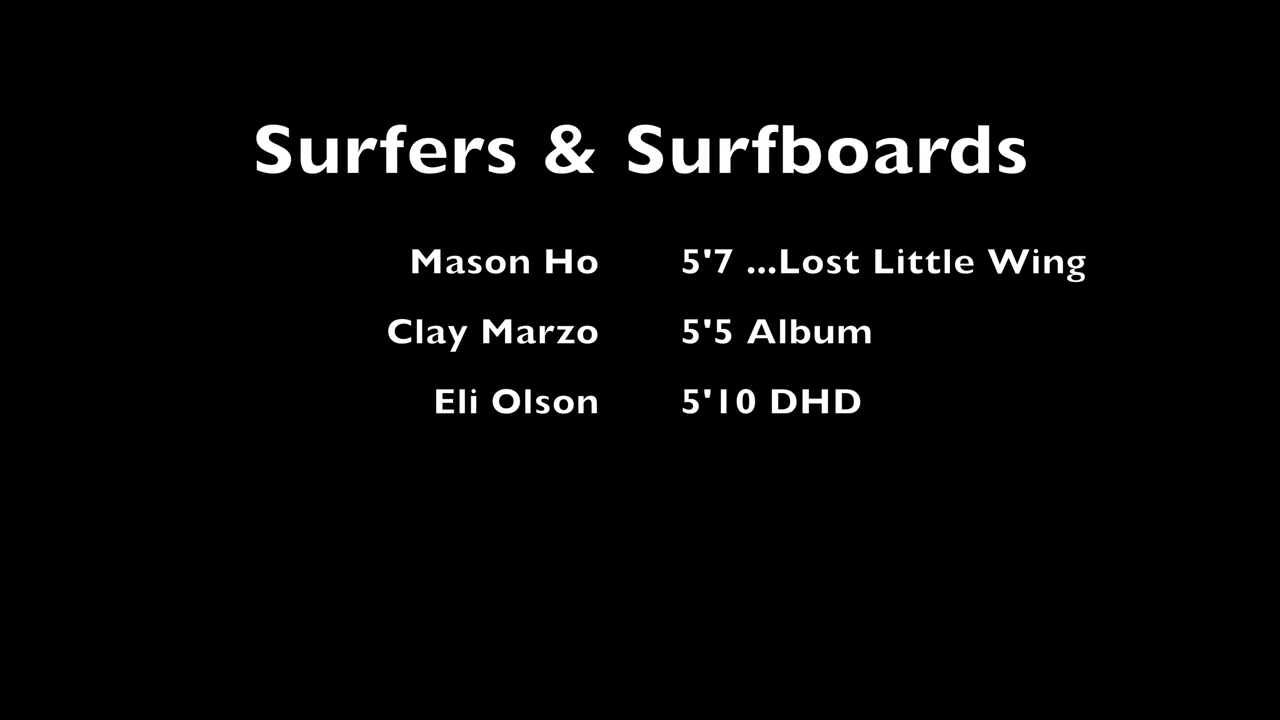 Surfers & Surfboards
Mason Ho 5'7 ...Lost Little Wing
Clay Marzo 5'5 Album
Eli Olson 5'10 DHD